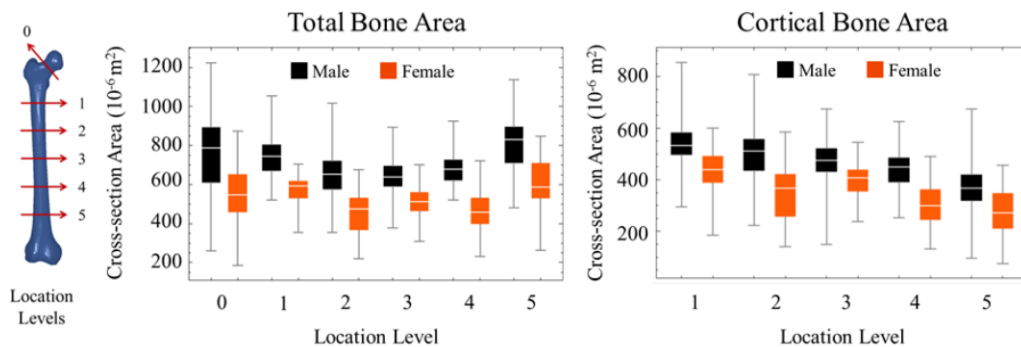 0
1
2
3
4
5
Location
Levels
Total Bone Area
Cross-section Area (10⁻⁶ m²)
1200
1000
800
600
400
200
Male
Female
0 1 2 3 4 5
Location Level
Cortical Bone Area
Cross-section Area (10⁻⁶ m²)
800
600
400
200
Male
Female
1 2 3 4 5
Location Level